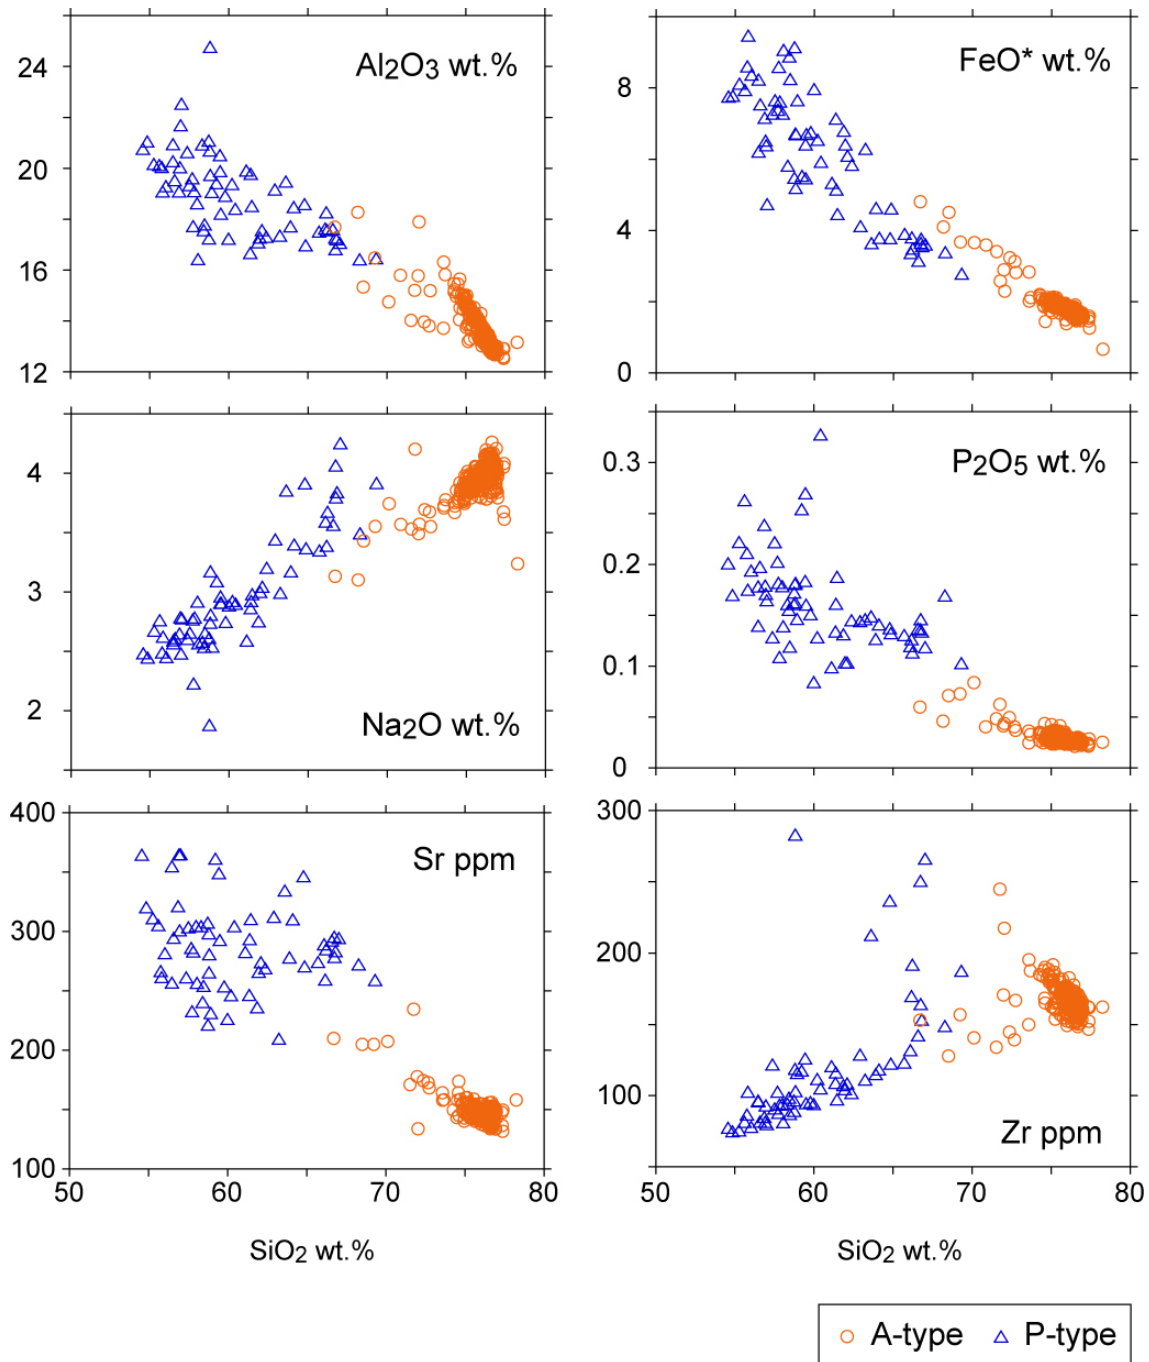 Al2O3 wt.%
24
20
16
12
FeO* wt.%
8
4
0
Na2O wt.%
4
3
2
P2O5 wt.%
0.3
0.2
0.1
0
Sr ppm
400
300
200
100
50 60 70 80
SiO2 wt.%
Zr ppm
300
200
100
50 60 70 80
SiO2 wt.%
A-type P-type